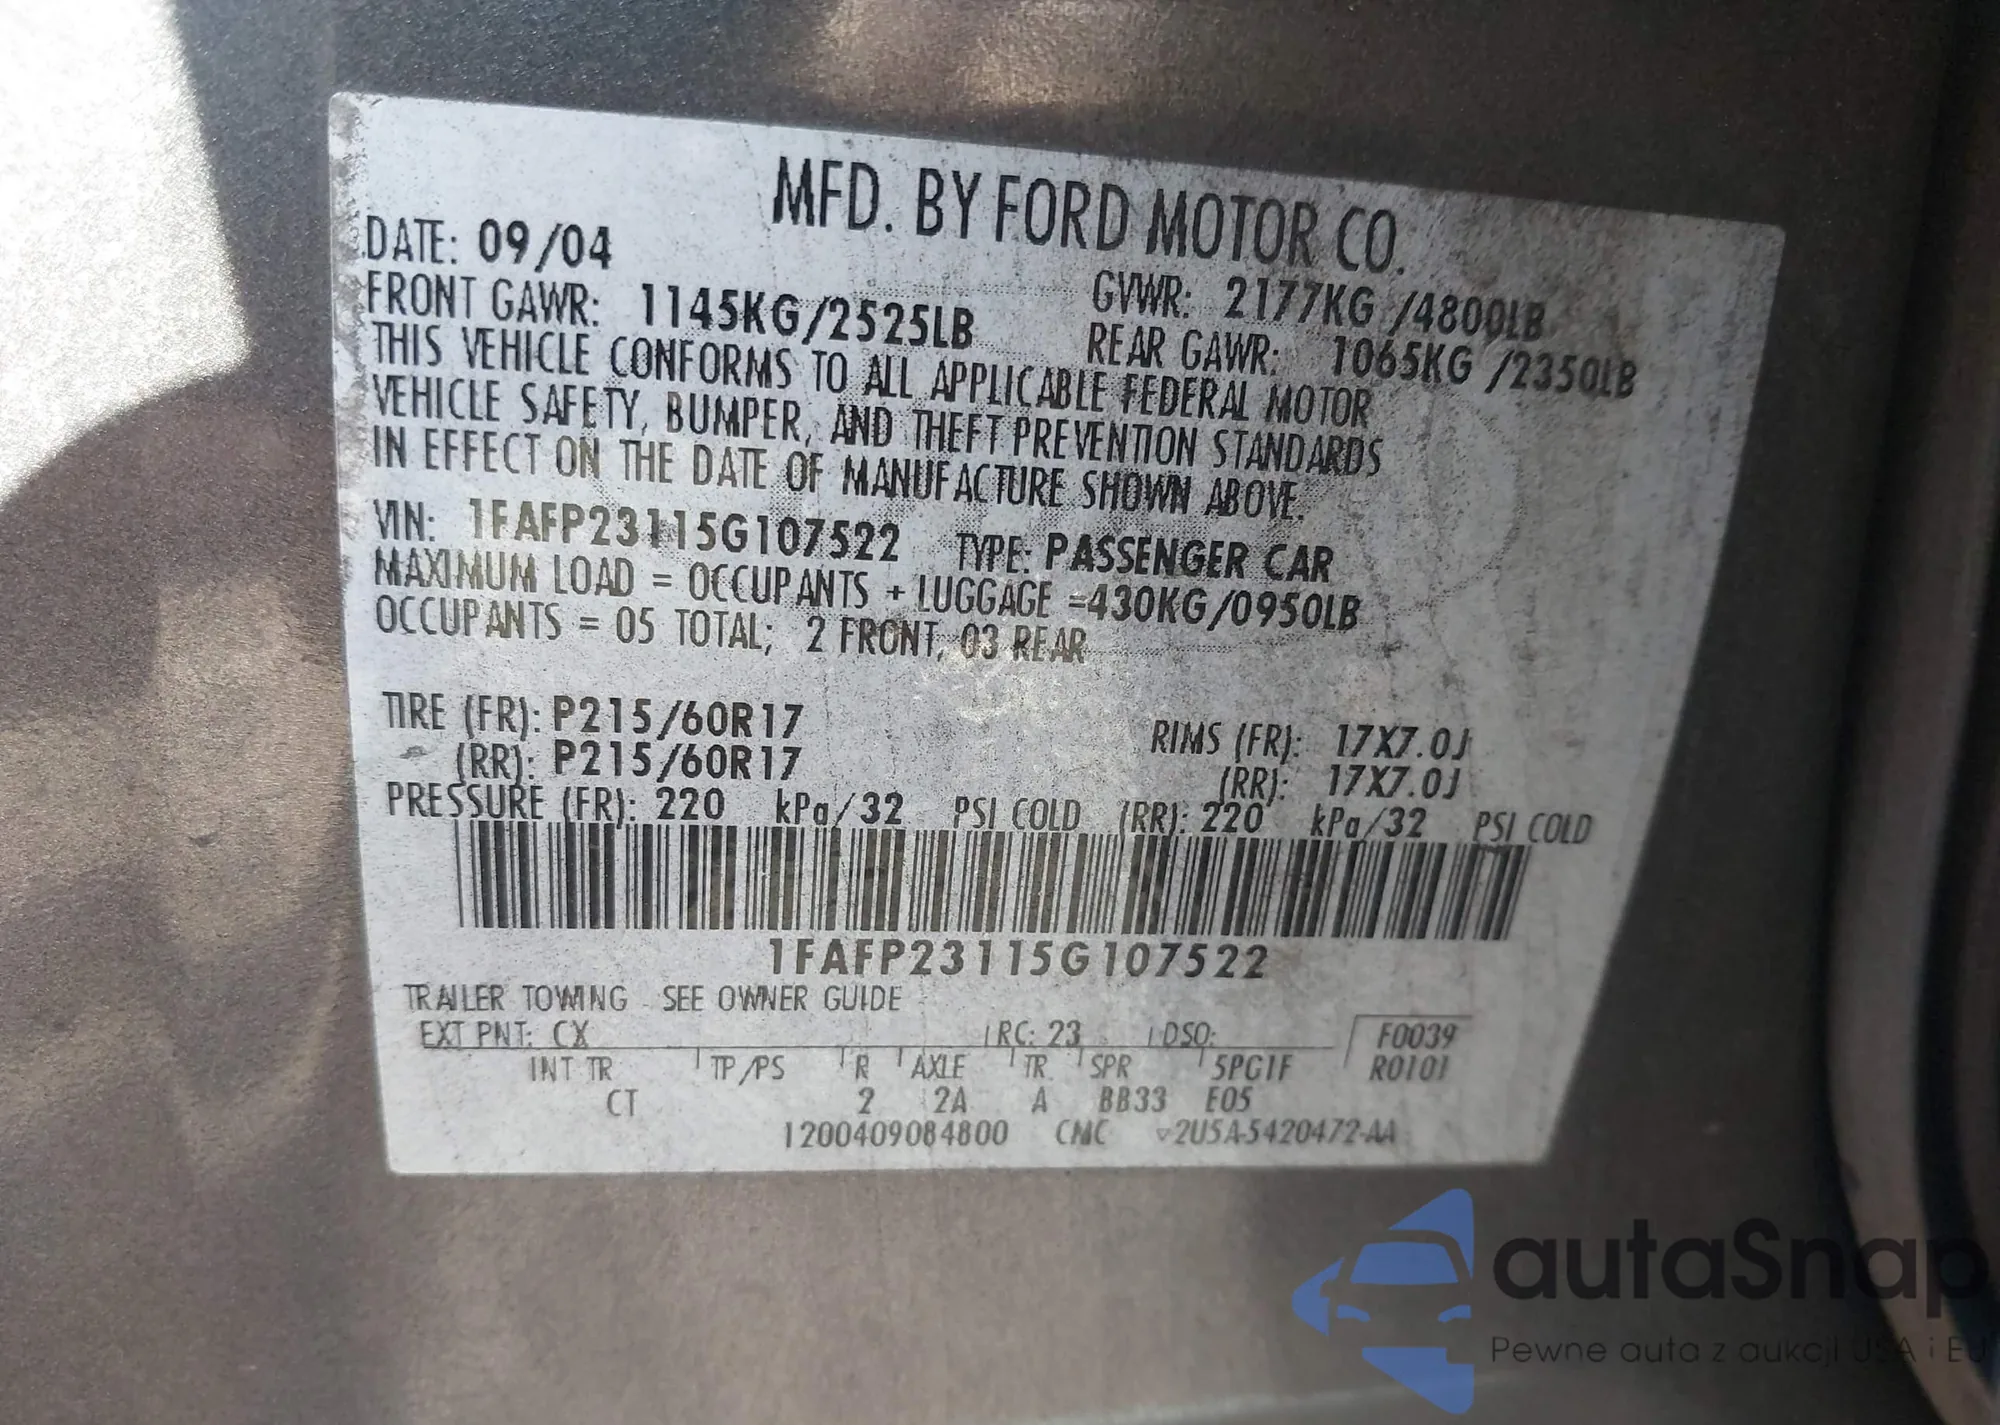 MFD. BY FORD MOTOR CO.
DATE: 09/04
GVWR: 2177KG /4800LB
FRONT GAWR: 1145KG/2525LB
REAR GAWR: 1065KG /2350LB
THIS VEHICLE CONFORMS TO ALL APPLICABLE FEDERAL MOTOR
VEHICLE SAFETY, BUMPER, AND THEFT PREVENTION STANDARDS
IN EFFECT ON THE DATE OF MANUFACTURE SHOWN ABOVE.
VIN: 1FAFP23115G107522 TYPE: PASSENGER CAR
MAXIMUM LOAD = OCCUPANTS + LUGGAGE =430KG/0950LB
OCCUPANTS = 05 TOTAL; 2 FRONT, 03 REAR
TIRE (FR): P215/60R17 RIMS (FR): 17X7.0J
(RR): P215/60R17 (RR): 17X7.0J
PRESSURE (FR): 220 kPa/32 PSI COLD (RR): 220 kPa/32 PSI COLD
1FAFP23115G107522
TRAILER TOWING - SEE OWNER GUIDE
EXT PNT: CX RC: 23 DSO: F0039
INT TR TP/PS R AXLE TR SPR 5PG1F R0101
CT 2 2A A BB33 E05
1200409084800 CMC ▽2U5A-5420472-AA
autaSnap
Pewne auta z aukcji USA i EU